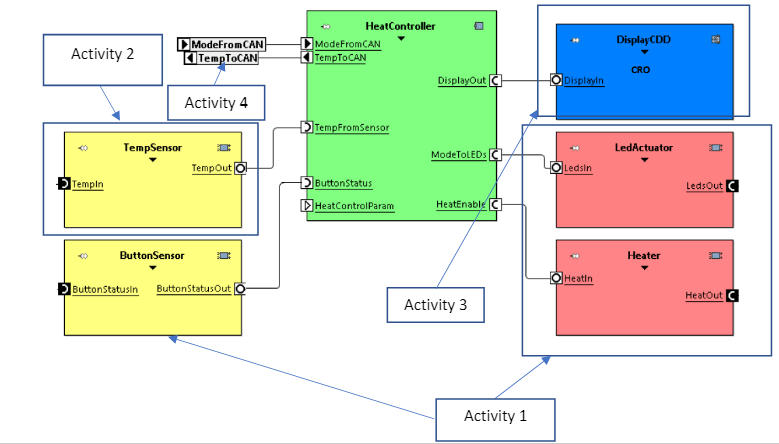 HeatController
DisplayCDD
CRO
DisplayIn
Activity 2
ModeFromCAN
TempToCAN
ModeFromCAN
TempToCAN
DisplayOut
Activity 4
TempFromSensor
ModeToLEDs
ButtonStatus
HeatControlParam
HeatEnable
TempSensor
TempOut
TempIn
LedActuator
LedsIn
LedsOut
ButtonSensor
ButtonStatusIn
ButtonStatusOut
Heater
HeatIn
HeatOut
Activity 3
Activity 1